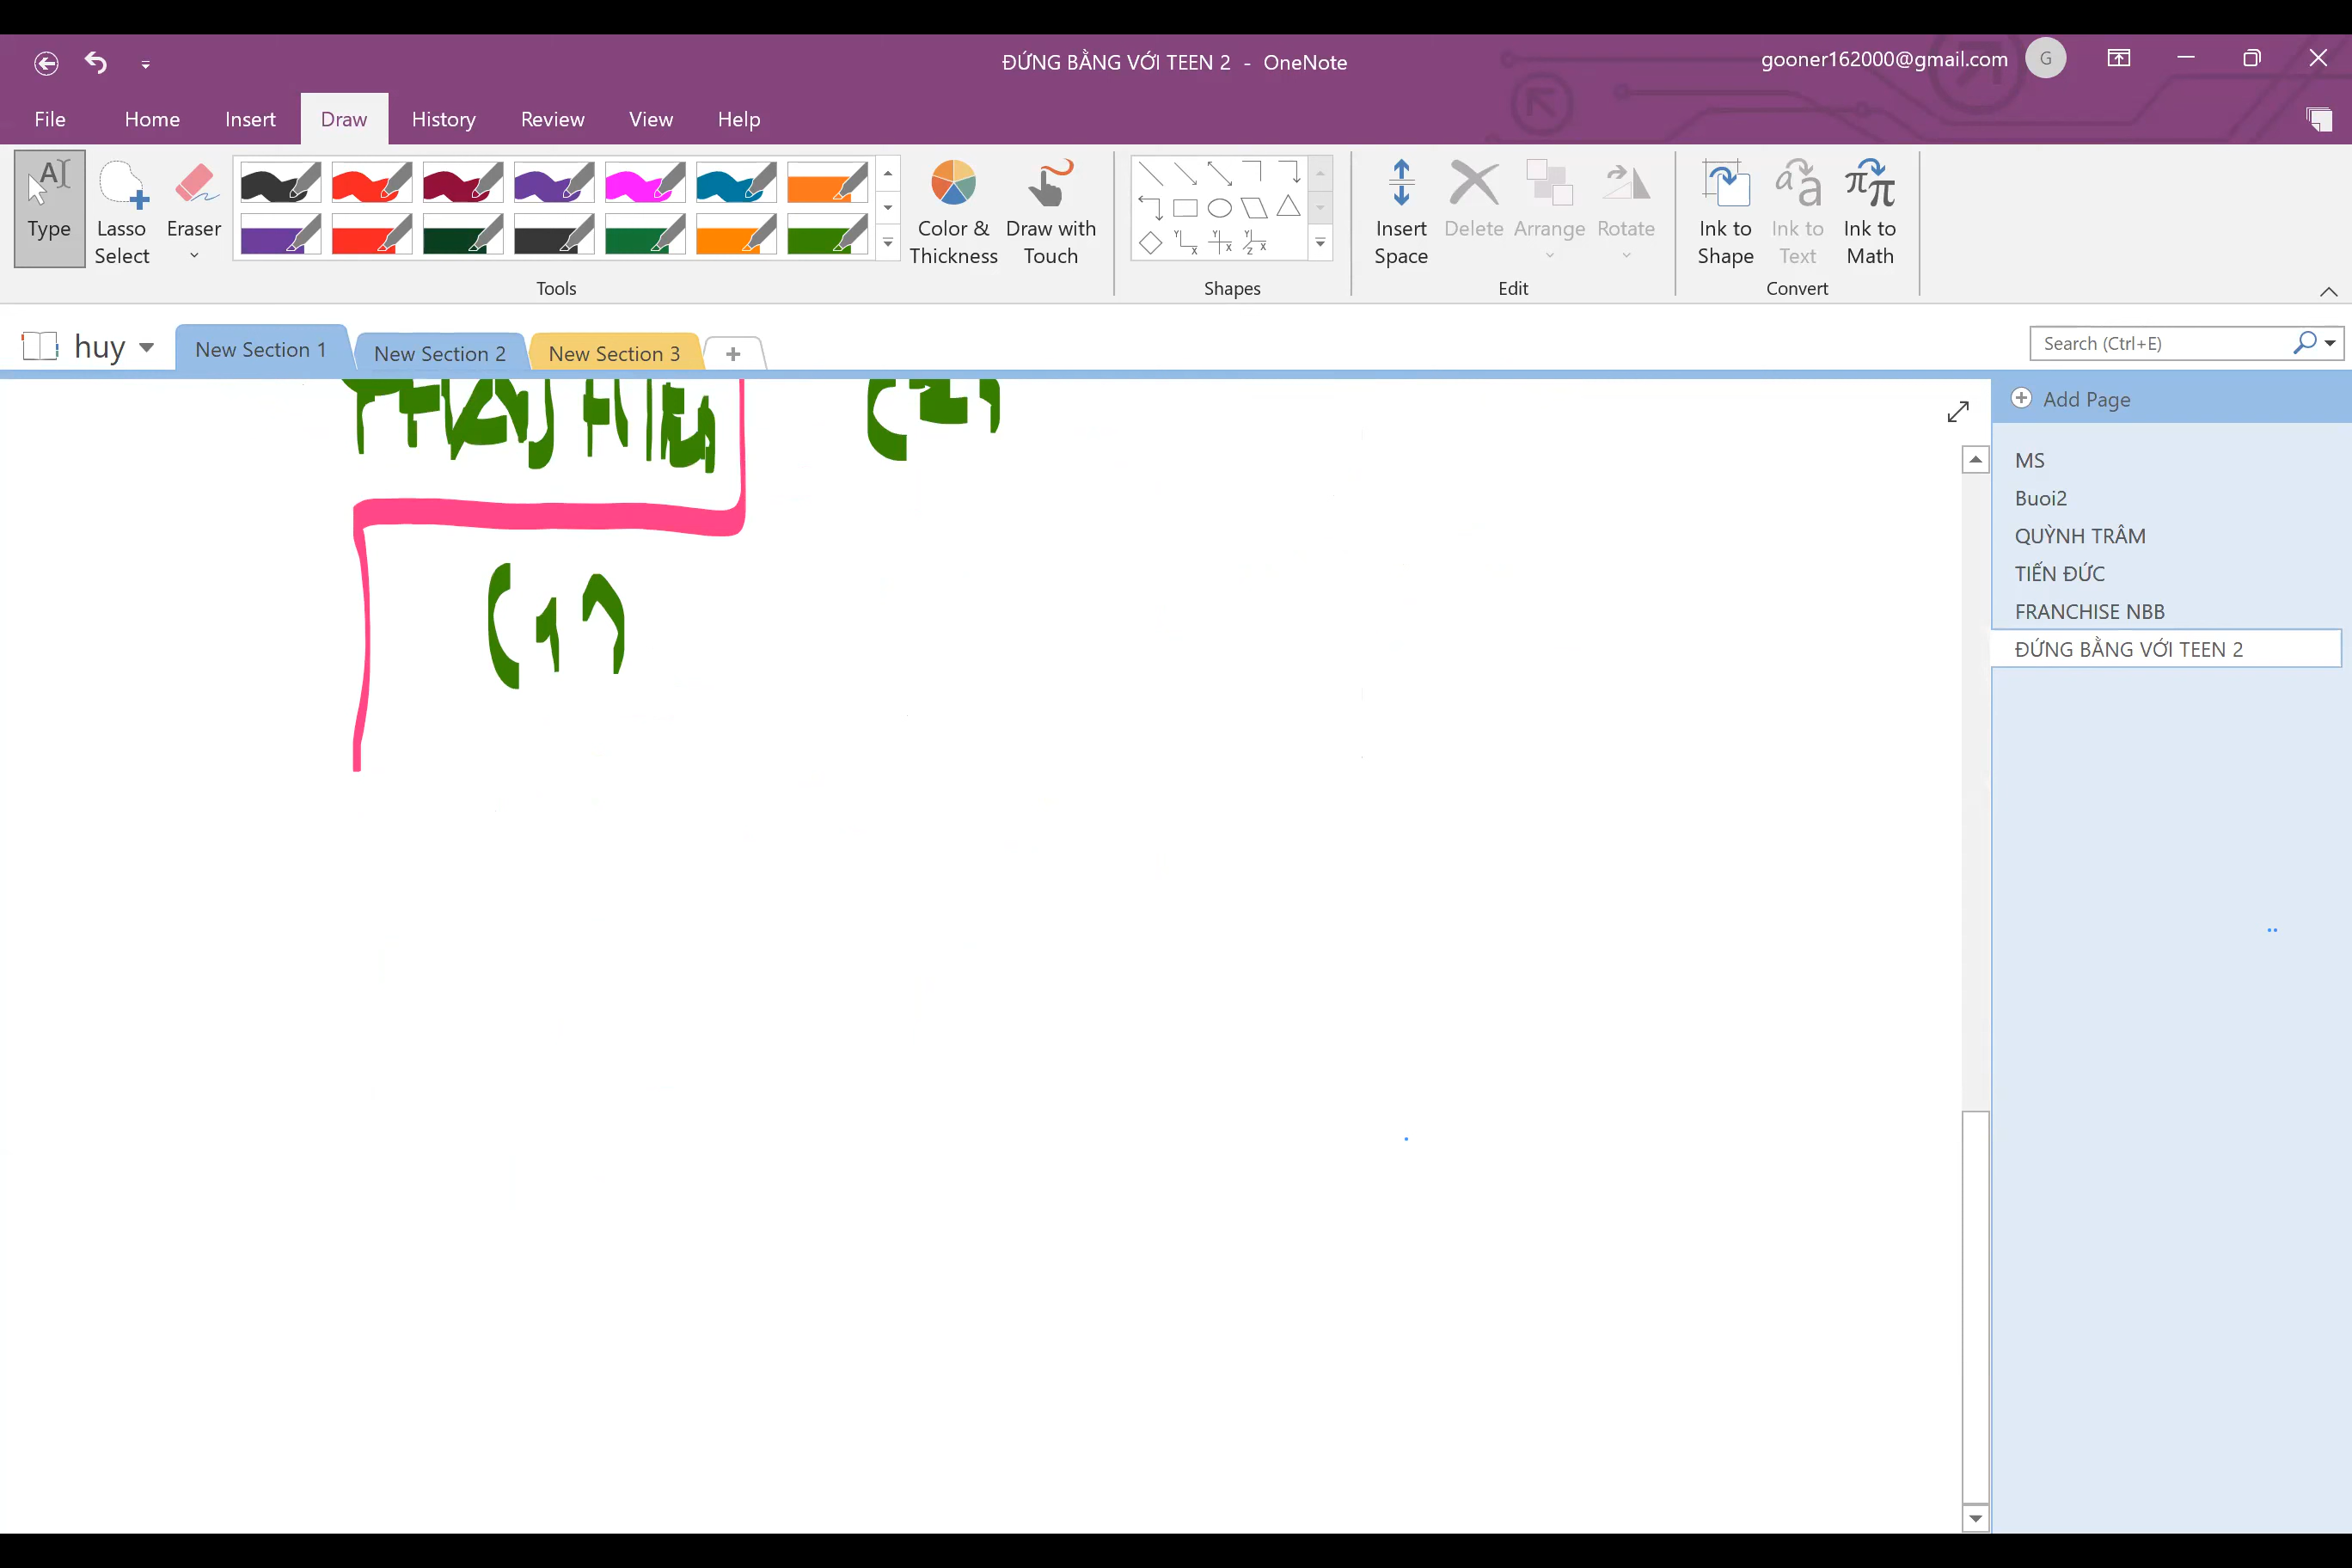 ĐỨNG BẰNG VỚI TEEN 2 - OneNote
gooner162000@gmail.com
G
File
Home
Insert
Draw
History
Review
View
Help
Type
Lasso
Select
Eraser
Color &
Thickness
Draw with
Touch
Insert
Space
Delete
Arrange
Rotate
Ink to
Shape
Ink to
Text
Ink to
Math
Tools
Shapes
Edit
Convert
huy
New Section 1
New Section 2
New Section 3
Search (Ctrl+E)
Add Page
MS
Buoi2
QUỲNH TRÂM
TIẾN ĐỨC
FRANCHISE NBB
ĐỨNG BẰNG VỚI TEEN 2
(2)
(1)